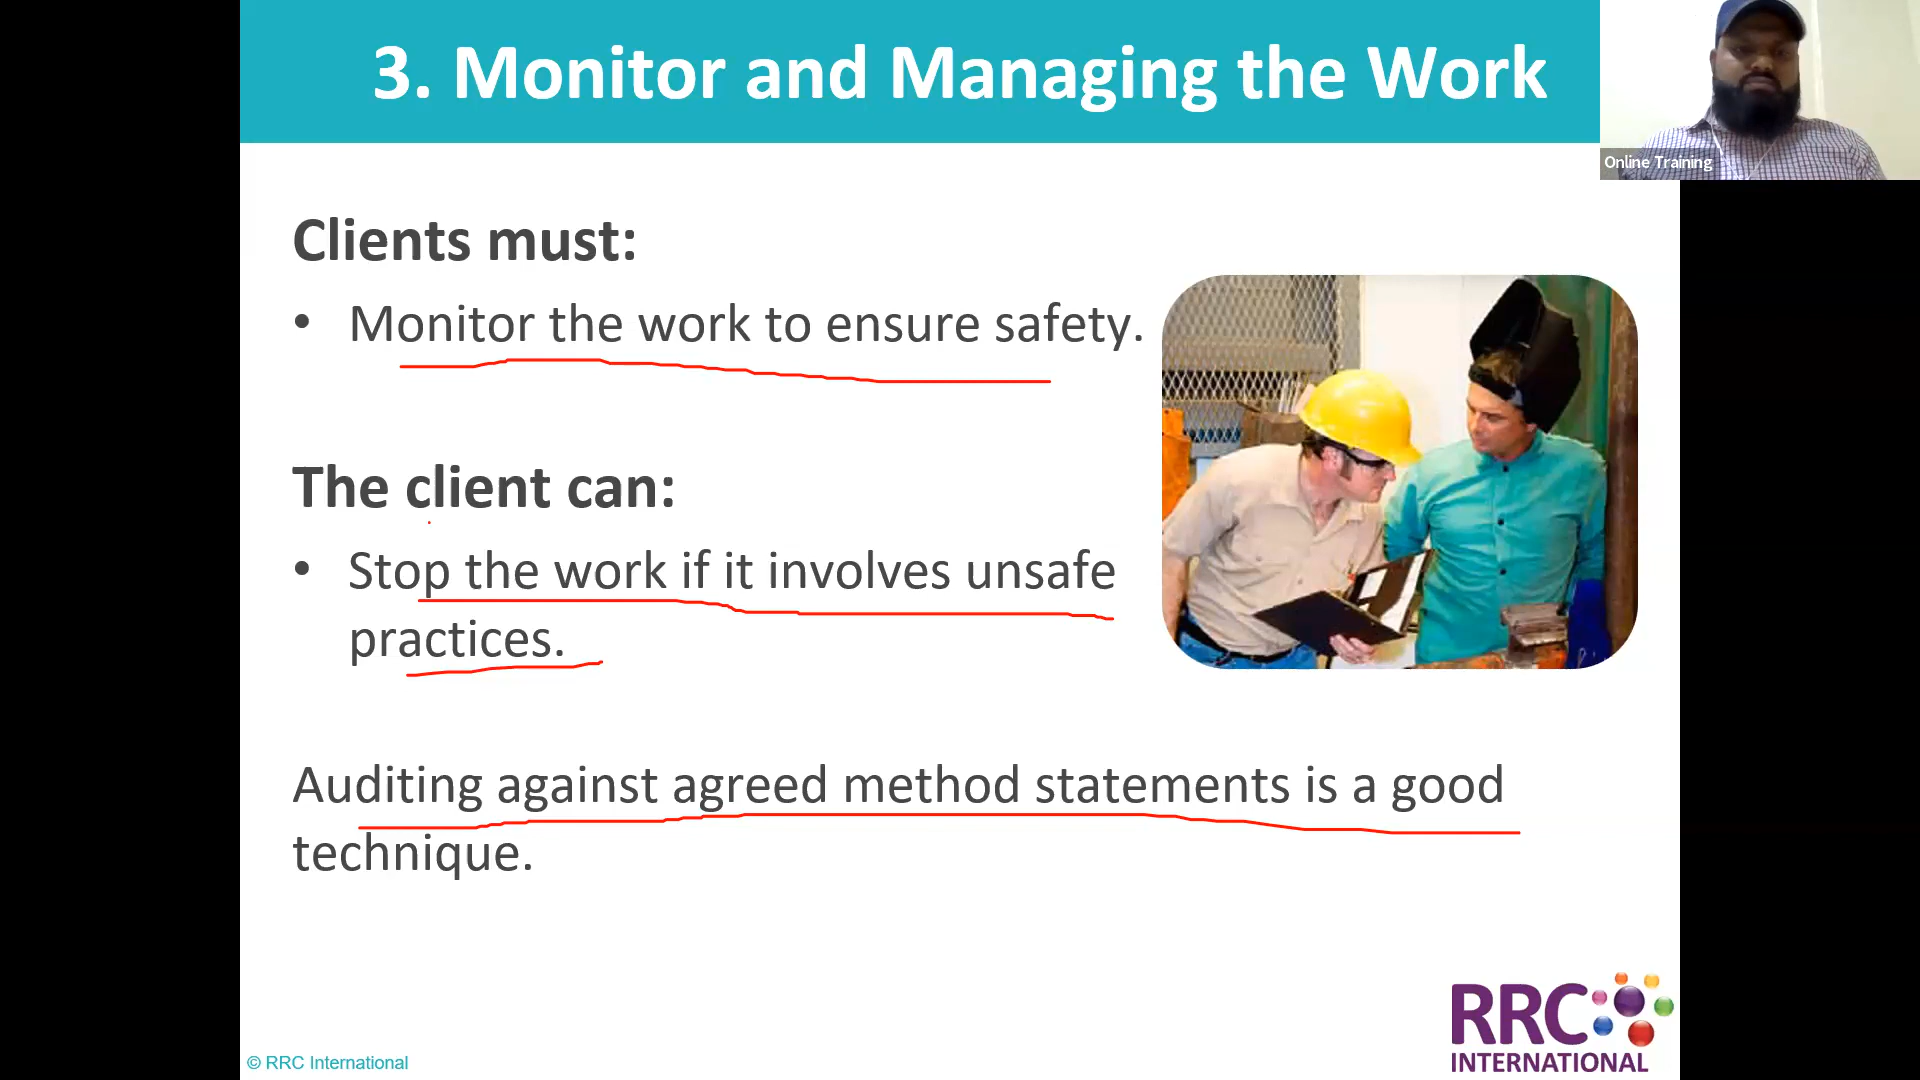 3. Monitor and Managing the Work
Online Training
Clients must:
• Monitor the work to ensure safety.
The client can:
• Stop the work if it involves unsafe
practices.
Auditing against agreed method statements is a good
technique.
RRC
INTERNATIONAL
© RRC International